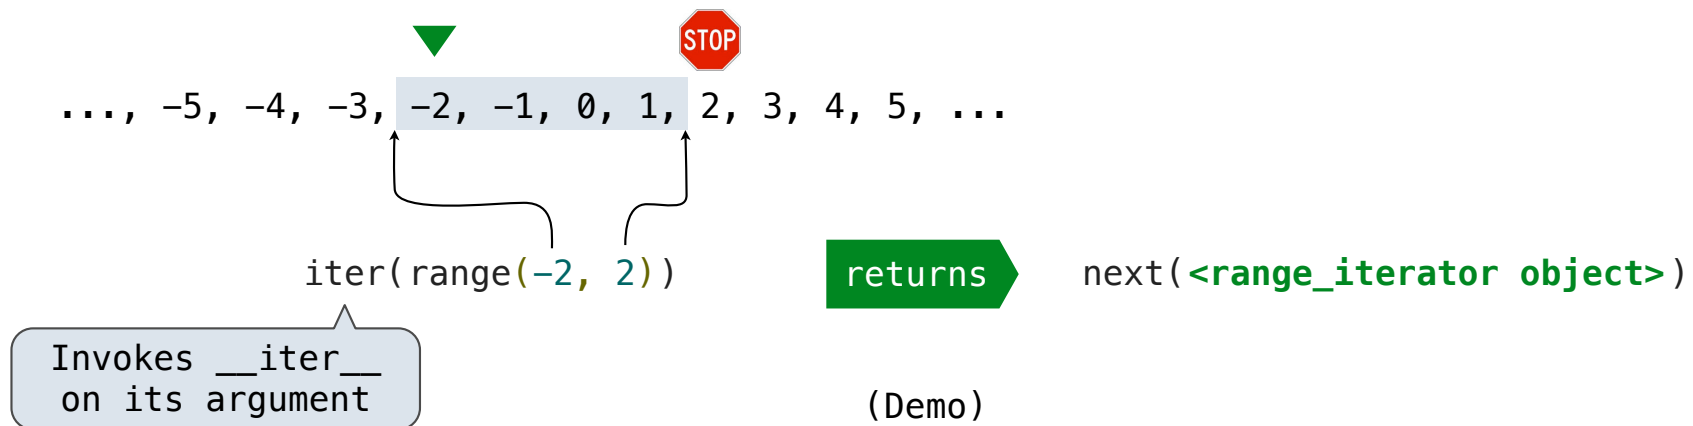 STOP
..., −5, −4, −3, −2, −1, 0, 1, 2, 3, 4, 5, ...
iter(range(−2, 2)) returns next(<range_iterator object>)
Invokes __iter__
on its argument
(Demo)